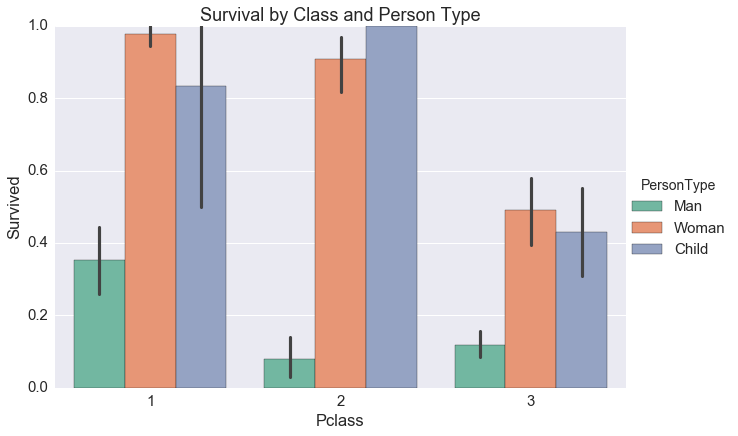 Survival by Class and Person Type
1.0
0.8
0.6
0.4
0.2
0.0
Survived
1 2 3
Pclass
PersonType
Man
Woman
Child